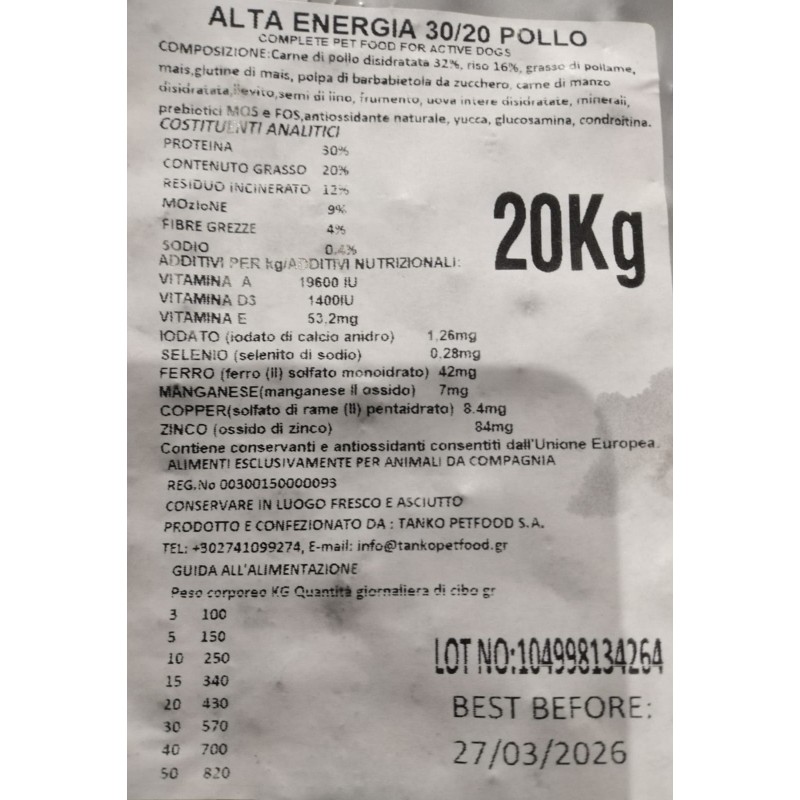 ALTA ENERGIA 30/20 POLLO
COMPLETE PET FOOD FOR ACTIVE DOGS
COMPOSIZIONE:Carne di pollo disidratata 32%, riso 16%, grasso di pollame,
mais,glutine di mais, polpa di barbabietola da zucchero, carne di manzo
disidratata,lievito,semi di lino, frumento, uova intere disidratate, minerali,
prebiotici MOS e FOS,antiossidante naturale, yucca, glucosamina, condroitina.
COSTITUENTI ANALITICI
PROTEINA 30%
CONTENUTO GRASSO 20%
RESIDUO INCINERATO 12%
MOzIoNE 9%
FIBRE GREZZE 4%
SODIO 0.4%
20Kg
ADDITIVI PER kg/ADDITIVI NUTRIZIONALI:
VITAMINA A 19600 IU
VITAMINA D3 1400IU
VITAMINA E 53,2mg
IODATO (iodato di calcio anidro) 1,26mg
SELENIO (selenito di sodio) 0.28mg
FERRO (ferro (II) solfato monoidrato) 42mg
MANGANESE(manganese II ossido) 7mg
COPPER(solfato di rame (II) pentaidrato) 8.4mg
ZINCO (ossido di zinco) 84mg
Contiene conservanti e antiossidanti consentiti dall'Unione Europea.
ALIMENTI ESCLUSIVAMENTE PER ANIMALI DA COMPAGNIA
REG.No 00300150000093
CONSERVARE IN LUOGO FRESCO E ASCIUTTO
PRODOTTO E CONFEZIONATO DA : TANKO PETFOOD S.A.
TEL: +302741099274, E-mail: info@tankopetfood.gr
GUIDA ALL'ALIMENTAZIONE
Peso corporeo KG Quantità giornaliera di cibo gr
3 100
5 150
10 250
15 340
20 430
30 570
40 700
50 820
LOT NO:104998134264
BEST BEFORE:
27/03/2026